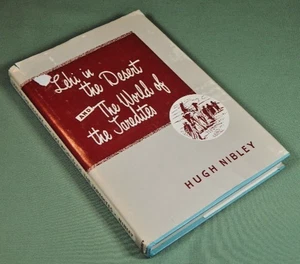 Lehi in
the Desert
AND The World of
the Jaredites
HUGH NIBLEY